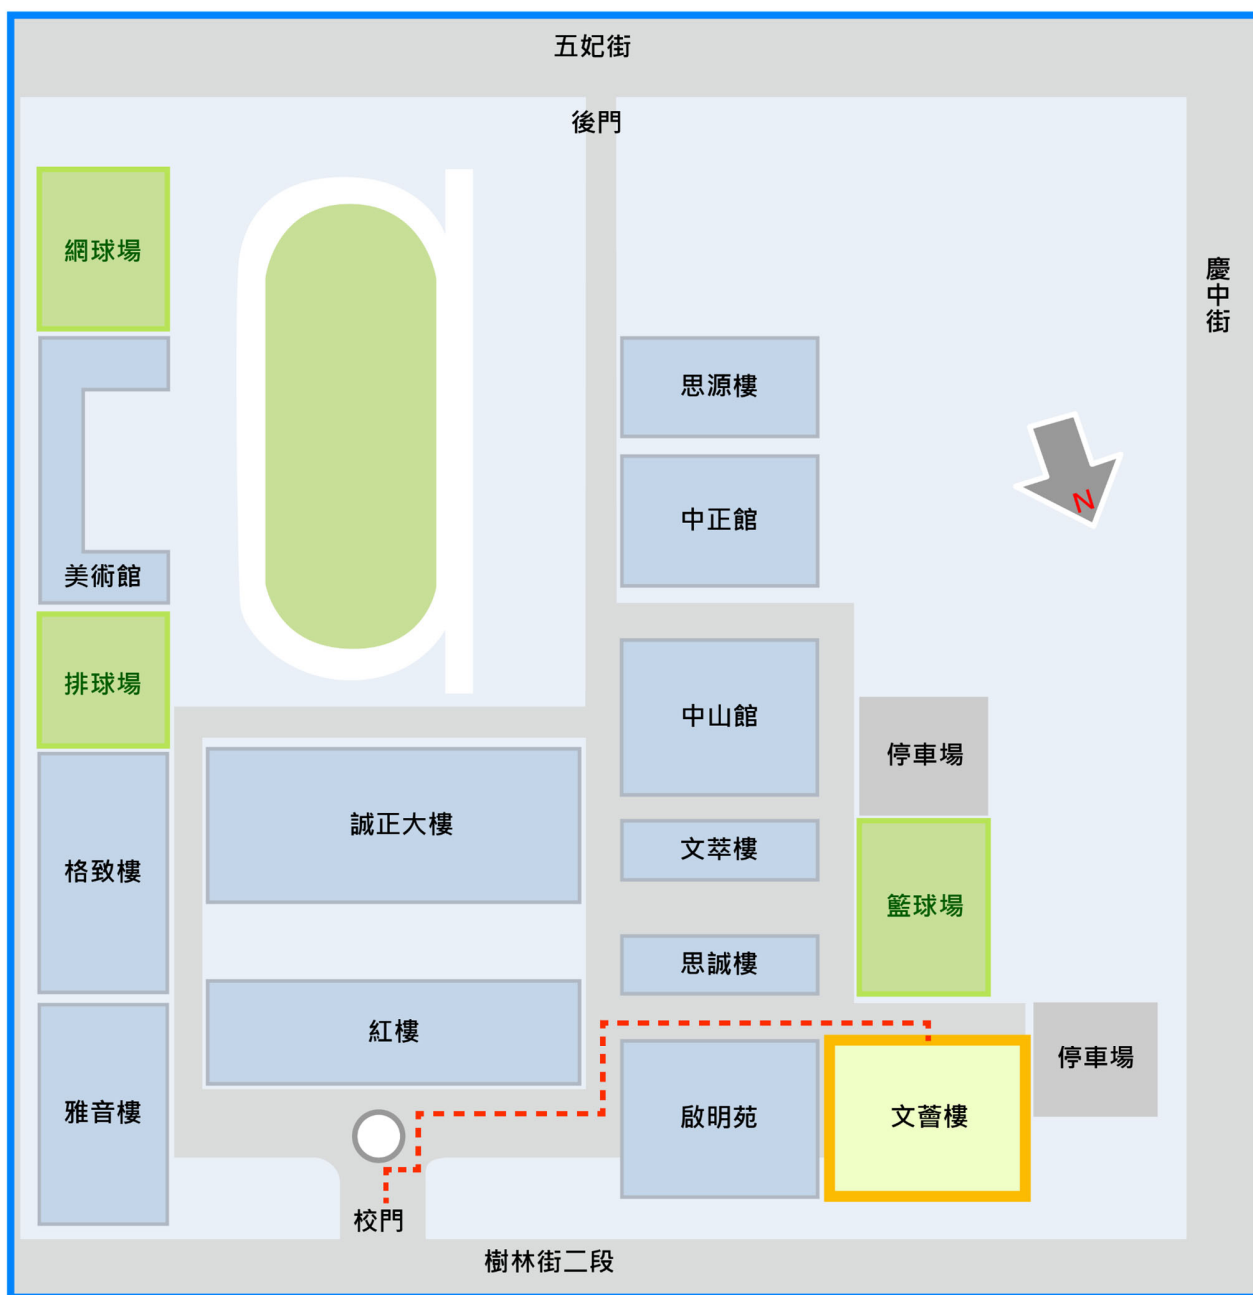 五妃街
後門
網球場
慶中街
思源樓
中正館
美術館
N
排球場
中山館
停車場
誠正大樓
文萃樓
格致樓
籃球場
思誠樓
紅樓
停車場
雅音樓
啟明苑
文薈樓
校門
樹林街二段